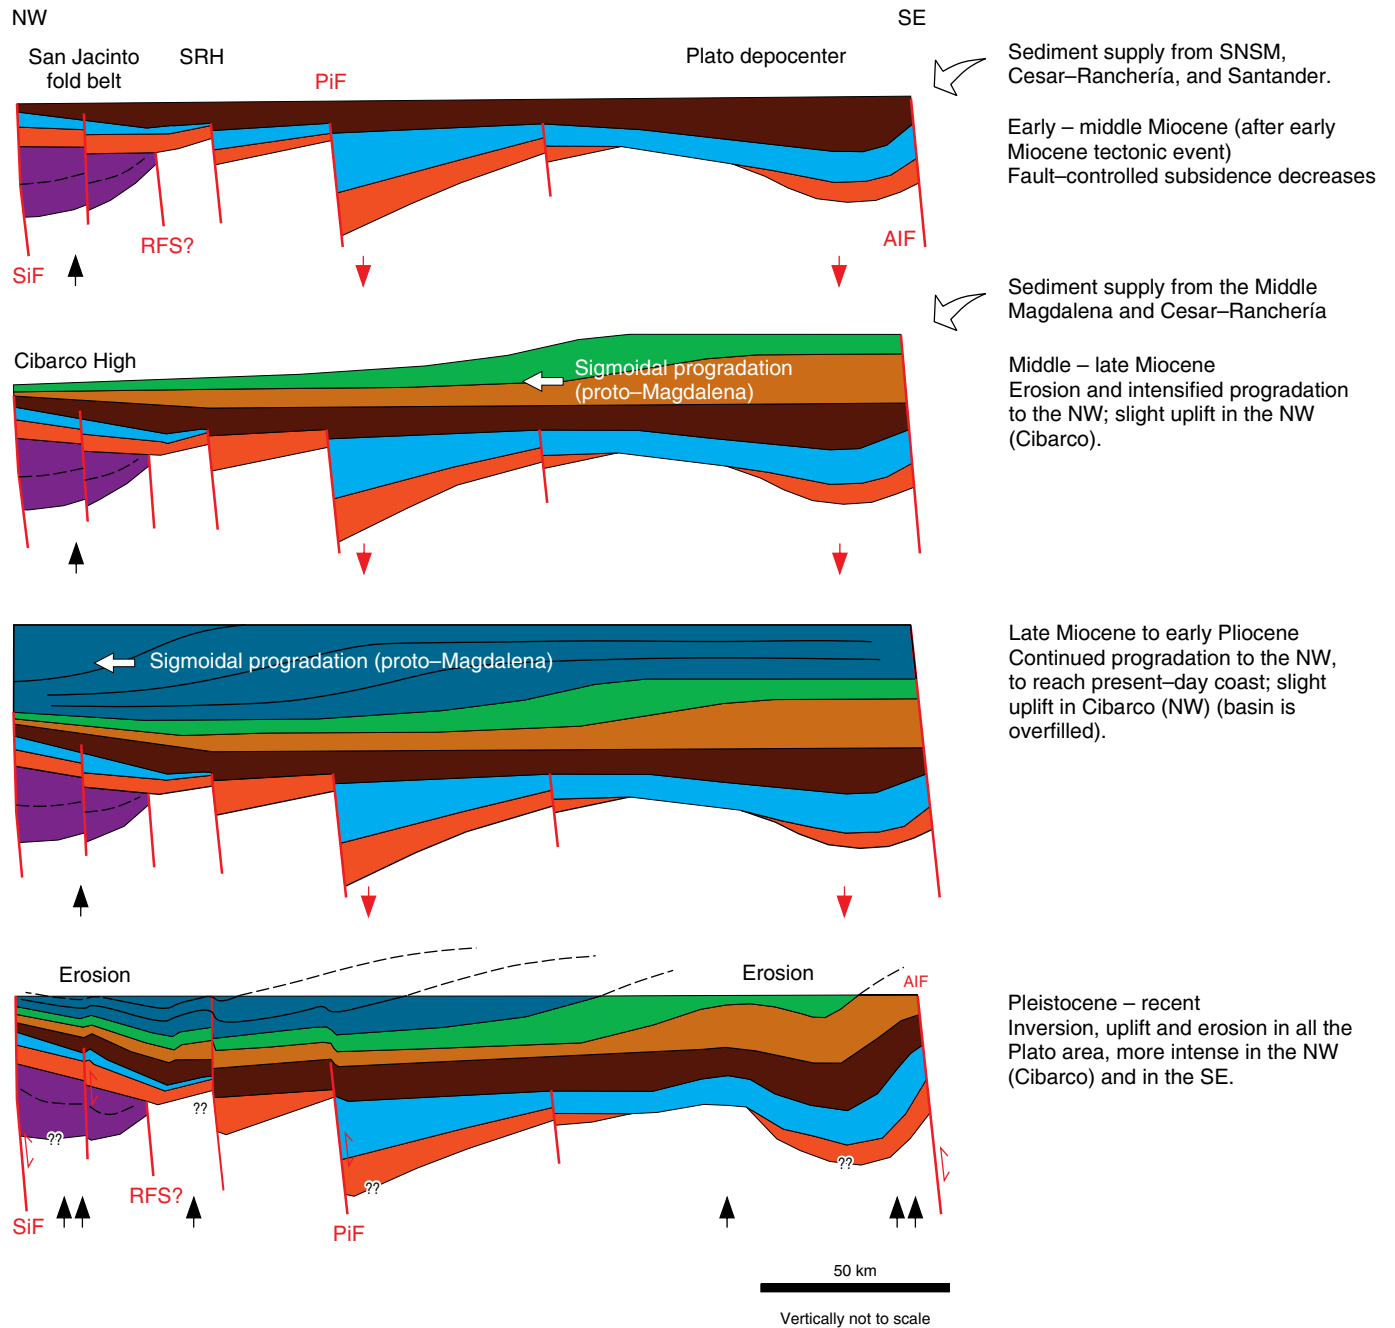 NW
SE
San Jacinto
fold belt
SRH
PiF
Plato depocenter
Sediment supply from SNSM,
Cesar–Ranchería, and Santander.
Early – middle Miocene (after early
Miocene tectonic event)
Fault–controlled subsidence decreases
RFS?
AlF
SiF
Sediment supply from the Middle
Magdalena and Cesar–Ranchería
Cibarco High
Sigmoidal progradation
(proto–Magdalena)
Middle – late Miocene
Erosion and intensified progradation
to the NW; slight uplift in the NW
(Cibarco).
Sigmoidal progradation (proto–Magdalena)
Late Miocene to early Pliocene
Continued progradation to the NW,
to reach present–day coast; slight
uplift in Cibarco (NW) (basin is
overfilled).
Erosion
Erosion
AlF
Pleistocene – recent
Inversion, uplift and erosion in all the
Plato area, more intense in the NW
(Cibarco) and in the SE.
??
??
??
??
RFS?
SiF
PiF
50 km
Vertically not to scale